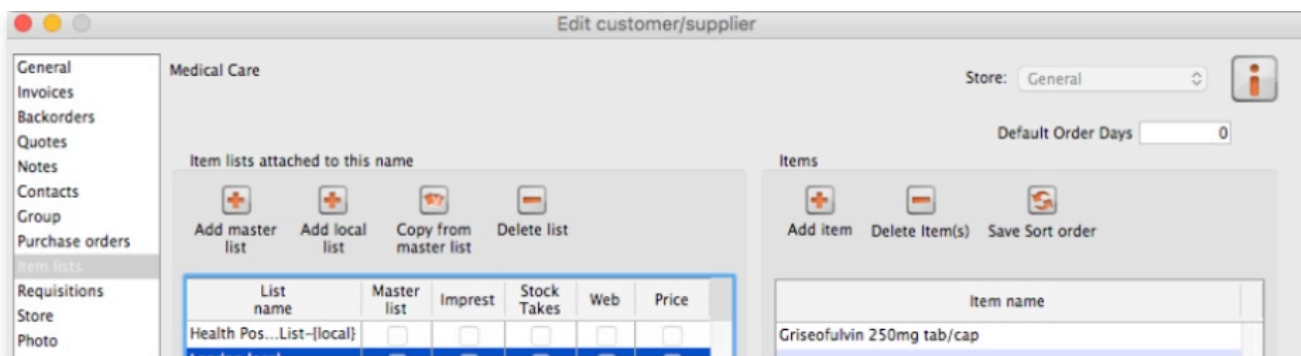 Edit customer/supplier
General
Invoices
Backorders
Quotes
Notes
Contacts
Group
Purchase orders
Item lists
Requisitions
Store
Photo
Medical Care
Store: General
Default Order Days 0
Item lists attached to this name
Add master list
Add local list
Copy from master list
Delete list
List name Master list Imprest Stock Takes Web Price
Health Pos...List-{local}
Items
Add item Delete Item(s) Save Sort order
Item name
Griseofulvin 250mg tab/cap